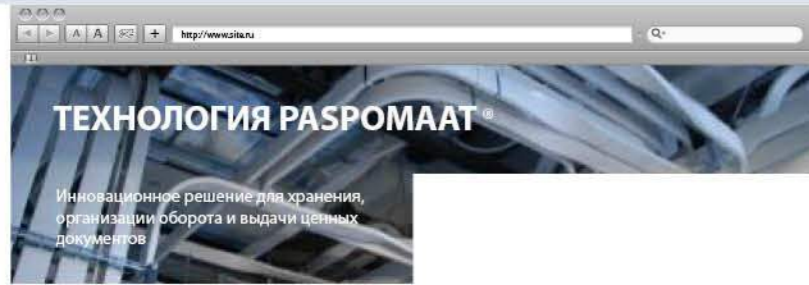 A A +
http://www.site.ru
Q
ТЕХНОЛОГИЯ PASPOMAAT ®
Инновационное решение для хранения,
организации оборота и выдачи ценных
документов